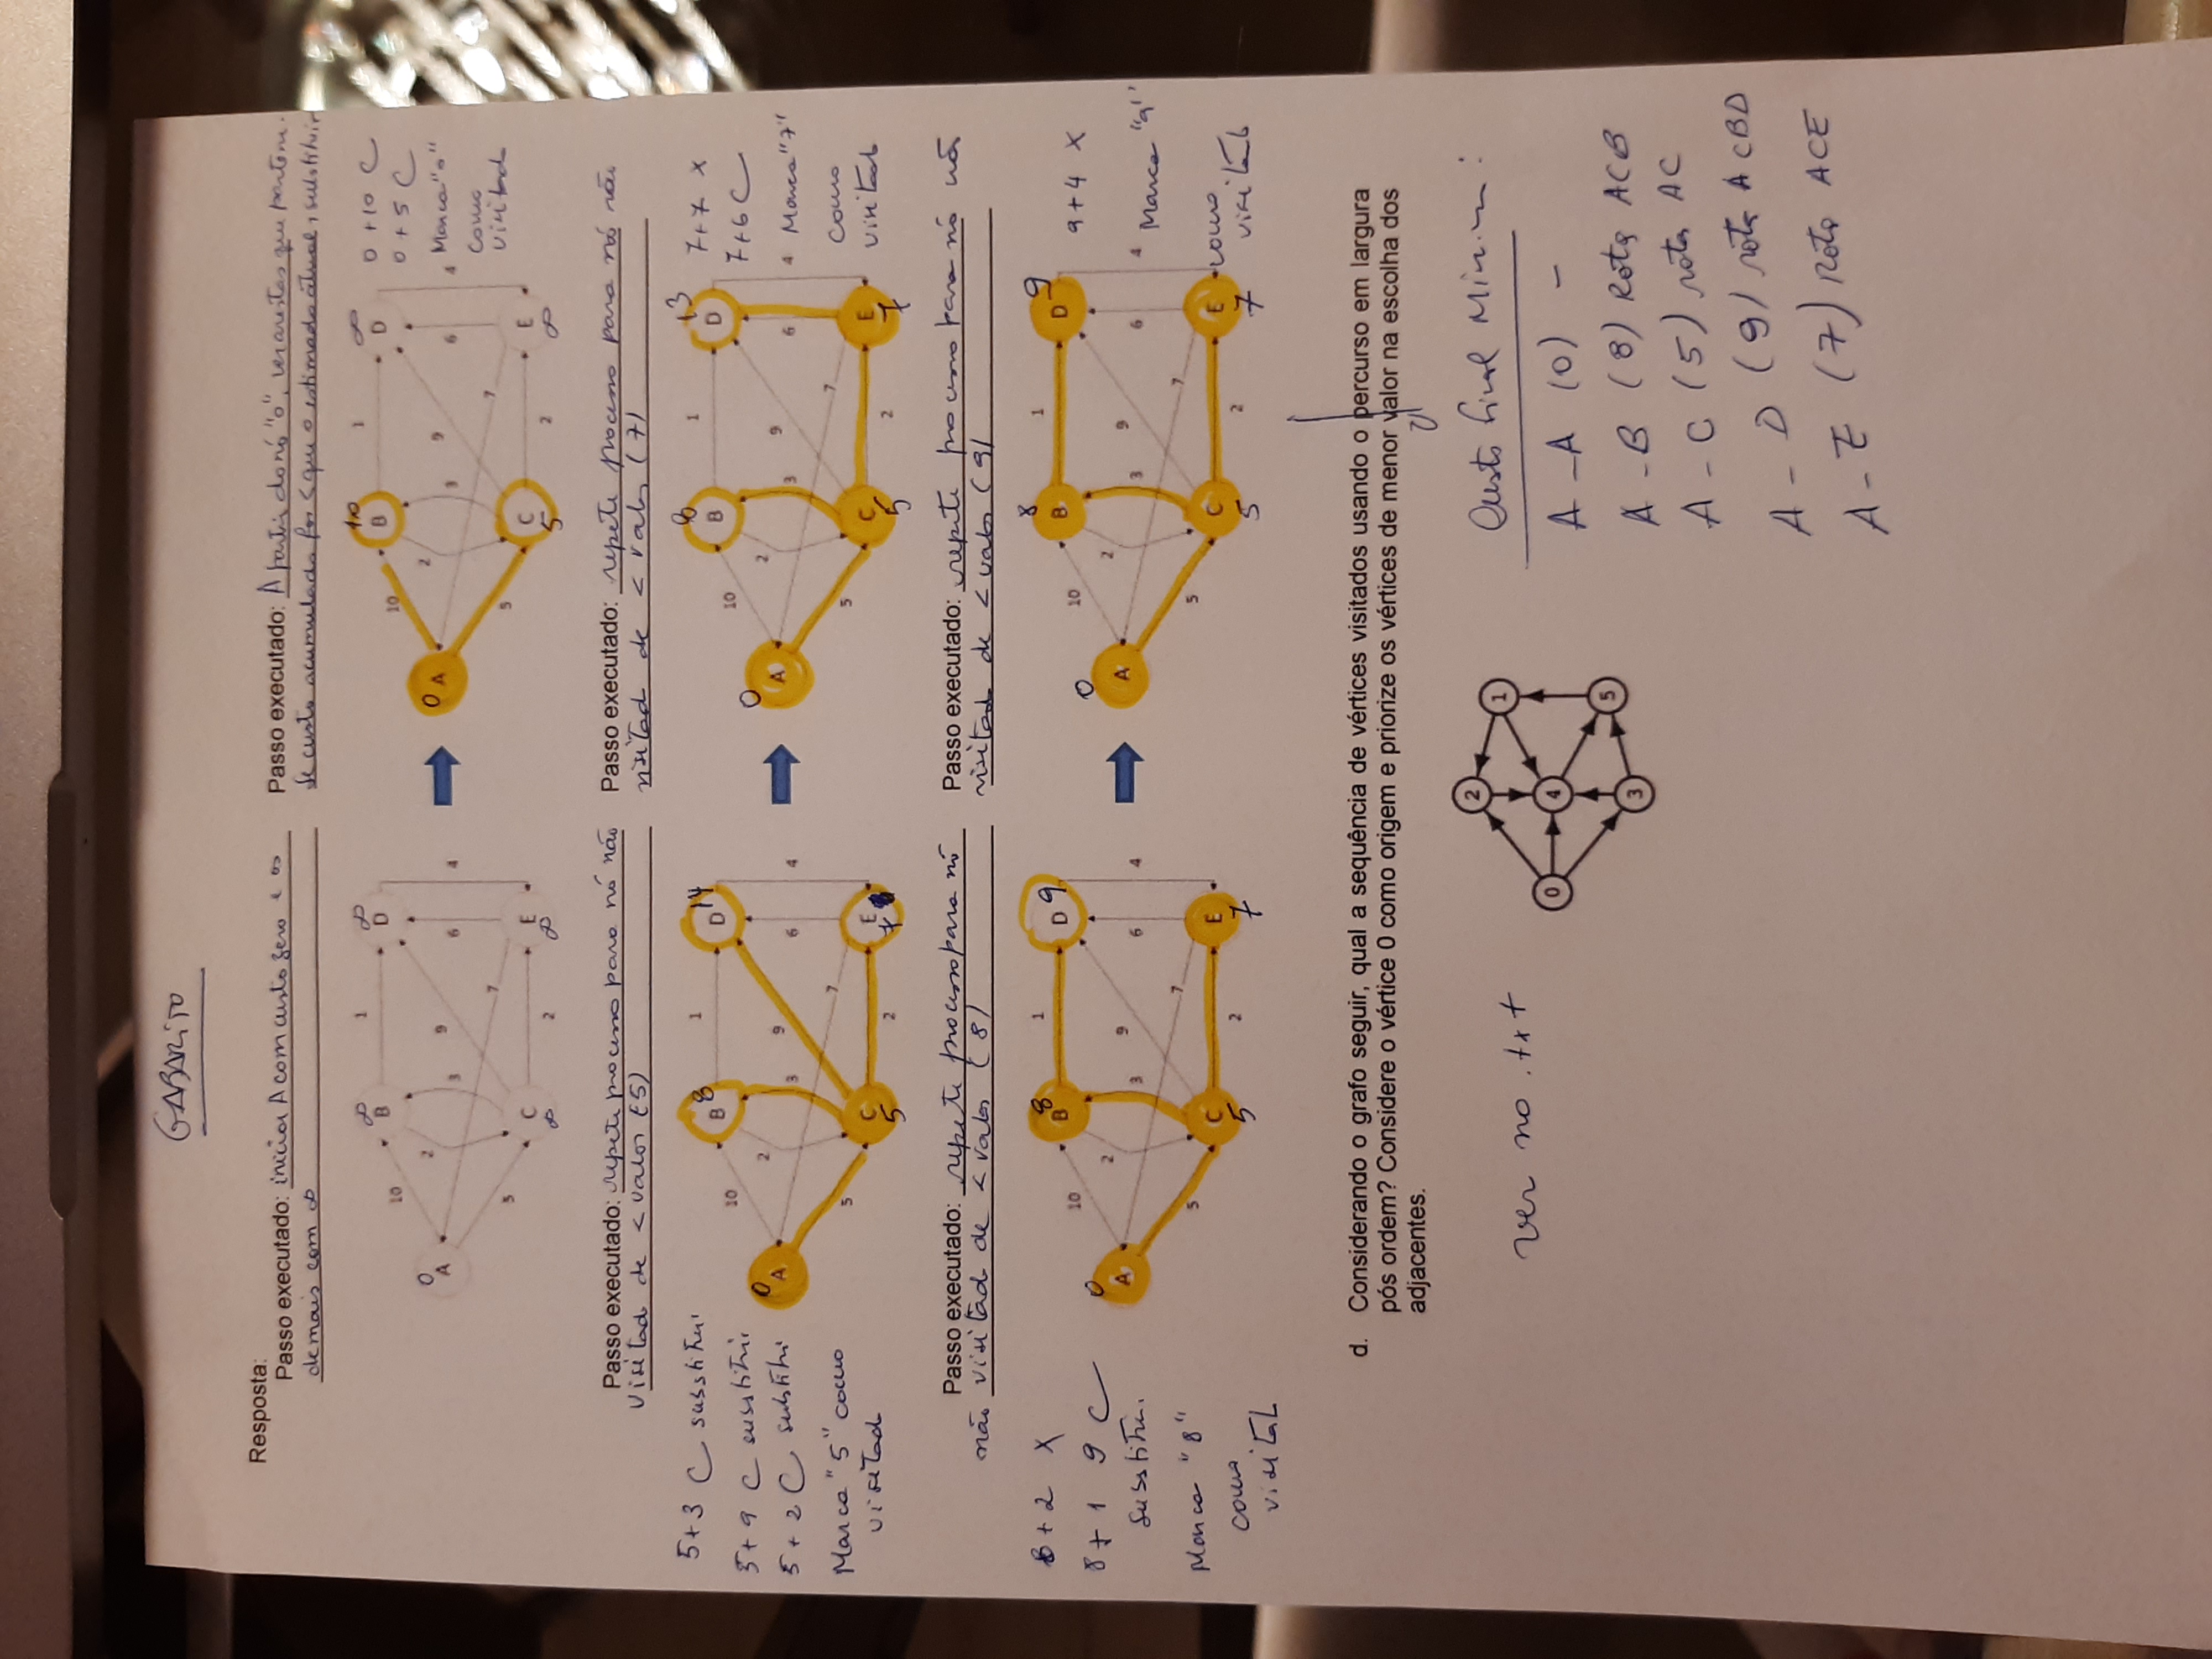 GABARITO
Resposta:
Passo executado: iniciar A com custo zero e os
demais com ∞
Passo executado: A partir do nó "0", ver arestas que partem.
Se custo acumulado for < que o estimado atual, substituir
0 A
∞ B
∞ D
C ∞
E ∞
10 1 2 3 9 6 4 7 5 2
0 A
10 B
∞ D
C 5
E ∞
10 1 2 3 9 6 4 7 5 2
0 + 10 C
0 + 5 C
Marca "0"
como
visitado
Passo executado: repete processo para nó não
visitado de < valor (5)
Passo executado: repete processo para nó não
visitado de < valor (7)
5+3 C substitui
5+9 C substitui
5+2 C substitui
Marca "5" como
visitado
0 A
B 8
D 14
C 5
E 7
10 1 2 3 9 6 4 7 5 2
0 A
8 B
13 D
C 5
E 7
10 1 2 3 9 6 4 7 5 2
7+7 X
7+6 C
Marca "7"
como
visitado
Passo executado: repete processo para nó
não visitado de < valor (8)
Passo executado: repete processo para nó não
visitado de < valor (9)
8+2 X
8+1 9 C
substitui
Marca "8"
como
visitado
0 A
B 8
D 9
C 5
E 7
10 1 2 3 9 6 4 7 5 2
0 A
8 B
D 9
C 5
E 7
10 1 2 3 9 6 4 7 5 2
9+4 X
Marca "9"
como
visitado
d. Considerando o grafo seguir, qual a sequência de vértices visitados usando o percurso em largura
pós ordem? Considere o vértice 0 como origem e priorize os vértices de menor valor na escolha dos
adjacentes.
ver no .txt
2
1
0
4
5
3
Custo final Mínimo:
A - A (0) -
A - B (8) Rota ACB
A - C (5) rota AC
A - D (9) rota ACBD
A - E (7) Rota ACE